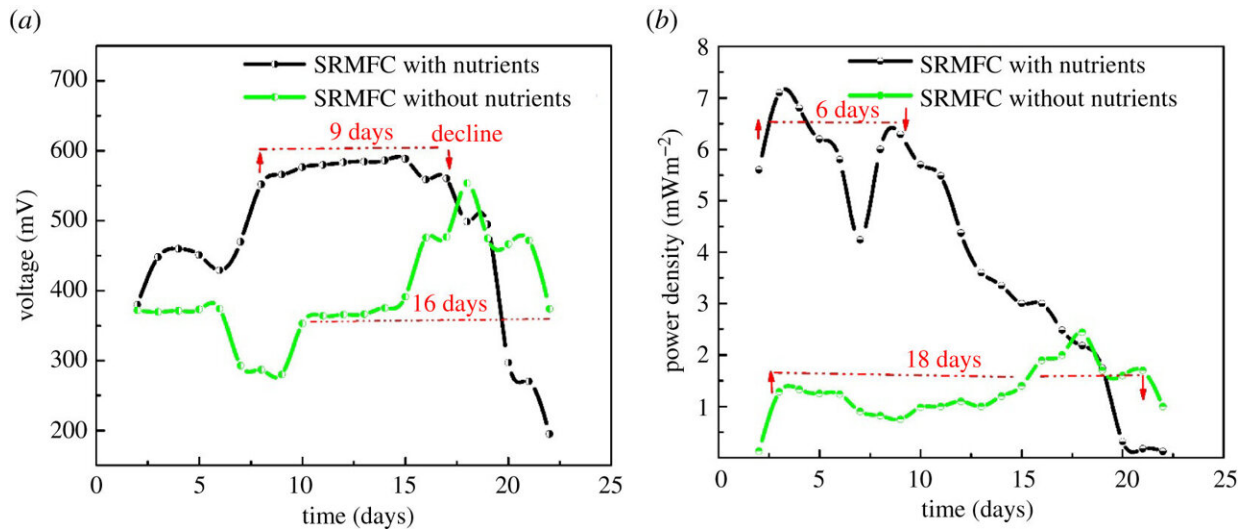 (a)
700
600
500
400
300
200
voltage (mV)
SRMFC with nutrients
SRMFC without nutrients
9 days
decline
16 days
0 5 10 15 20 25
time (days)
(b)
8
7
6
5
4
3
2
1
power density (mWm−2)
SRMFC with nutrients
SRMFC without nutrients
6 days
18 days
0 5 10 15 20 25
time (days)